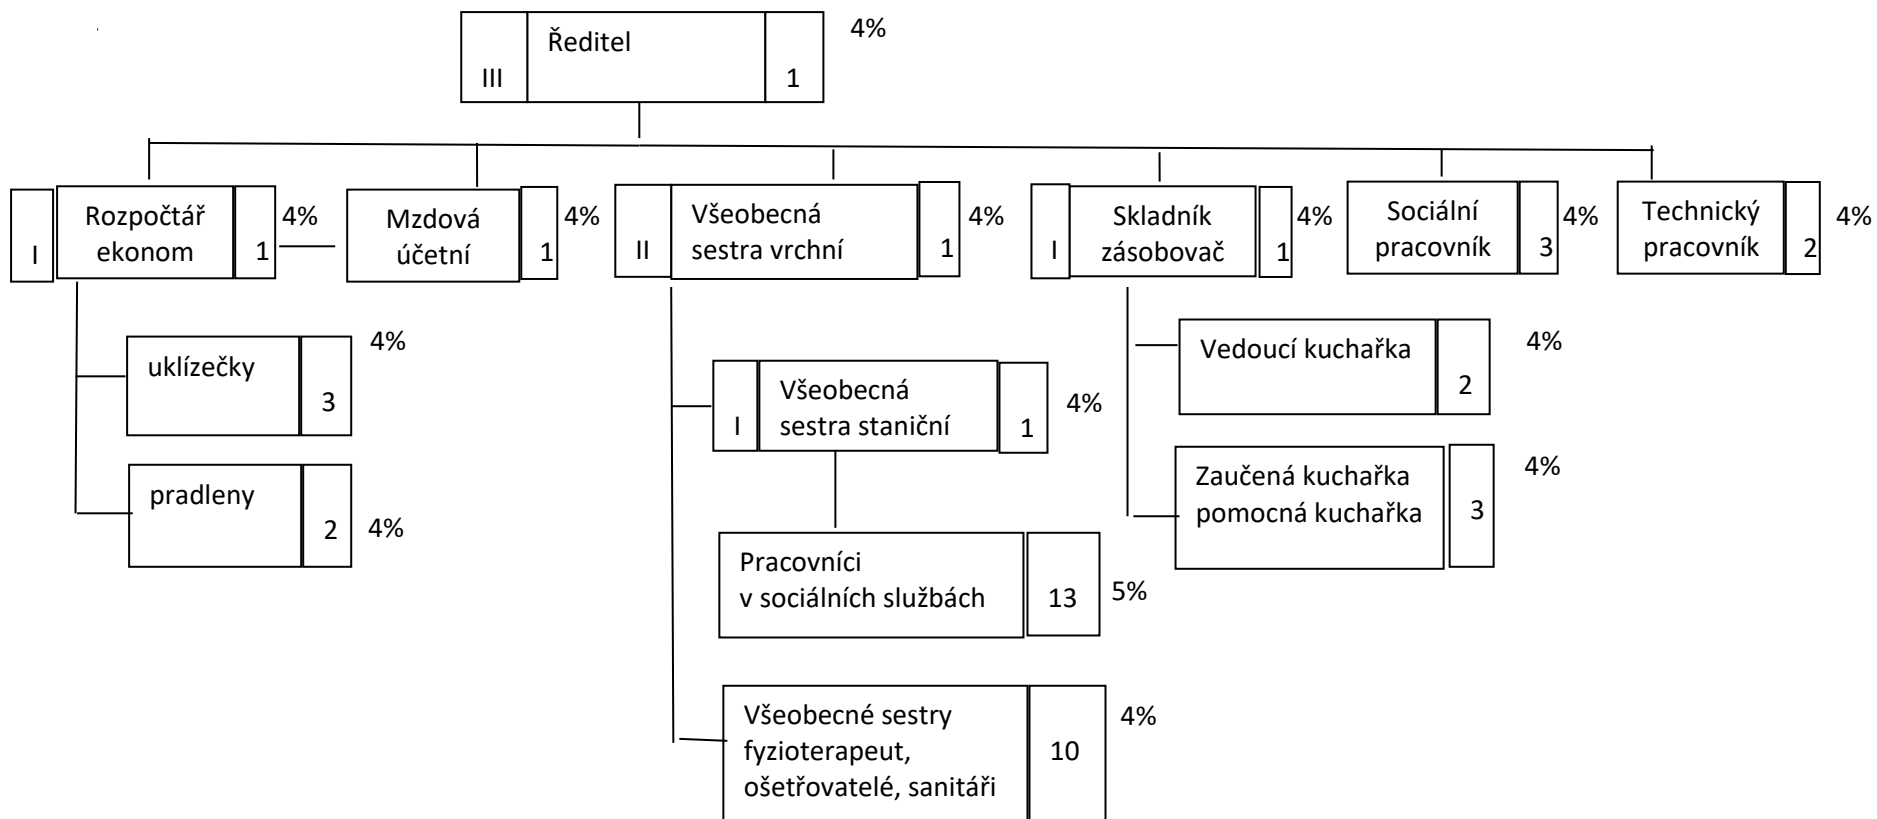 4%
Ředitel
III
1
Rozpočtář
ekonom
I
1
4%
Mzdová
účetní
1
4%
Všeobecná
sestra vrchní
II
1
4%
Skladník
zásobovač
I
1
4%
Sociální
pracovník
3
4%
Technický
pracovník
2
4%
uklízečky
3
4%
pradleny
2
4%
Všeobecná
sestra staniční
I
1
4%
Pracovníci
v sociálních službách
13
5%
Všeobecné sestry
fyzioterapeut,
ošetřovatelé, sanitáři
10
4%
Vedoucí kuchařka
2
4%
Zaučená kuchařka
pomocná kuchařka
3
4%